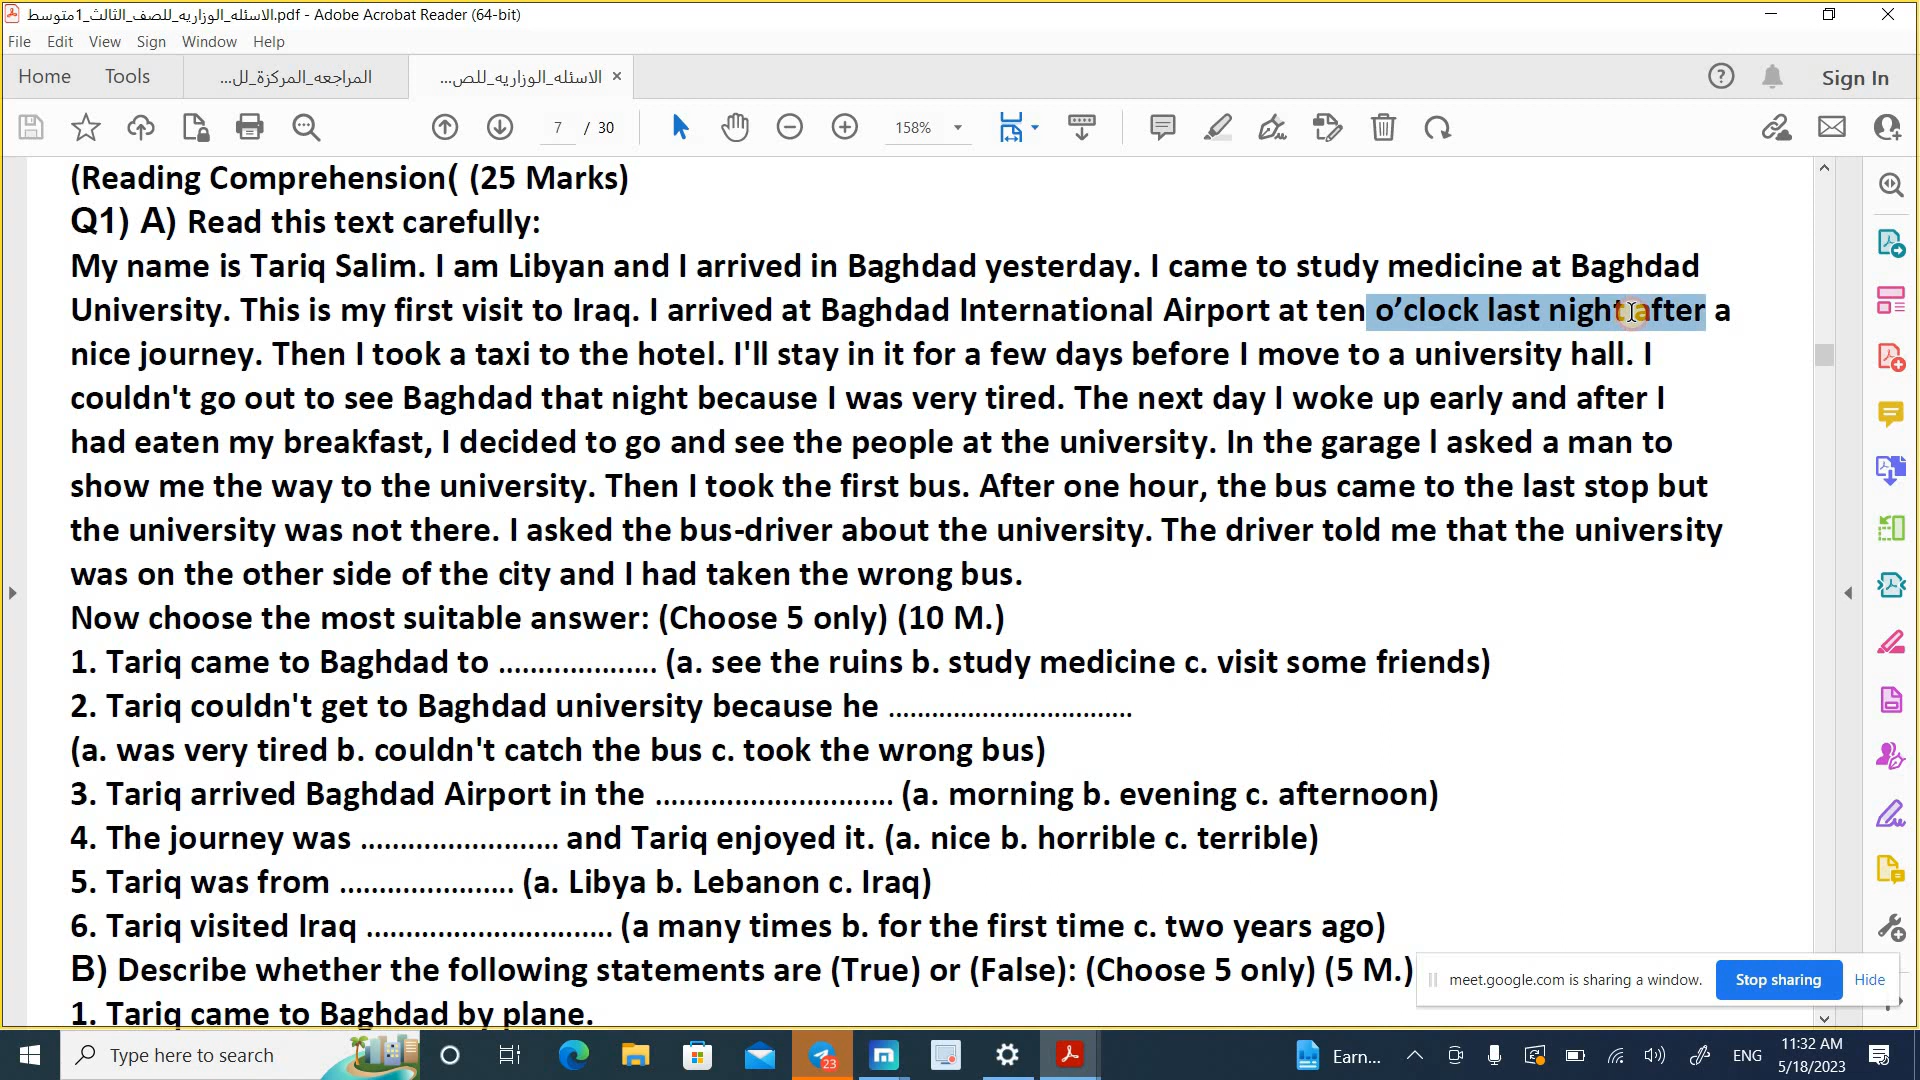 الاسئله_الوزاريه_للصف_الثالث_1متوسط.pdf - Adobe Acrobat Reader (64-bit)
File Edit View Sign Window Help
Home Tools المراجعه_المركزة_لل... الاسئله_الوزاريه_للص... Sign In
7 / 30 158%
(Reading Comprehension( (25 Marks)
Q1) A) Read this text carefully:
My name is Tariq Salim. I am Libyan and I arrived in Baghdad yesterday. I came to study medicine at Baghdad
University. This is my first visit to Iraq. I arrived at Baghdad International Airport at ten o’clock last night after a
nice journey. Then I took a taxi to the hotel. I'll stay in it for a few days before I move to a university hall. I
couldn't go out to see Baghdad that night because I was very tired. The next day I woke up early and after I
had eaten my breakfast, I decided to go and see the people at the university. In the garage l asked a man to
show me the way to the university. Then I took the first bus. After one hour, the bus came to the last stop but
the university was not there. I asked the bus-driver about the university. The driver told me that the university
was on the other side of the city and I had taken the wrong bus.
Now choose the most suitable answer: (Choose 5 only) (10 M.)
1. Tariq came to Baghdad to .................... (a. see the ruins b. study medicine c. visit some friends)
2. Tariq couldn't get to Baghdad university because he ................................
(a. was very tired b. couldn't catch the bus c. took the wrong bus)
3. Tariq arrived Baghdad Airport in the .............................. (a. morning b. evening c. afternoon)
4. The journey was ......................... and Tariq enjoyed it. (a. nice b. horrible c. terrible)
5. Tariq was from ...................... (a. Libya b. Lebanon c. Iraq)
6. Tariq visited Iraq ............................... (a many times b. for the first time c. two years ago)
B) Describe whether the following statements are (True) or (False): (Choose 5 only) (5 M.)
meet.google.com is sharing a window. Stop sharing Hide
1. Tariq came to Baghdad by plane.
Type here to search 23 Earn... ENG 11:32 AM
5/18/2023